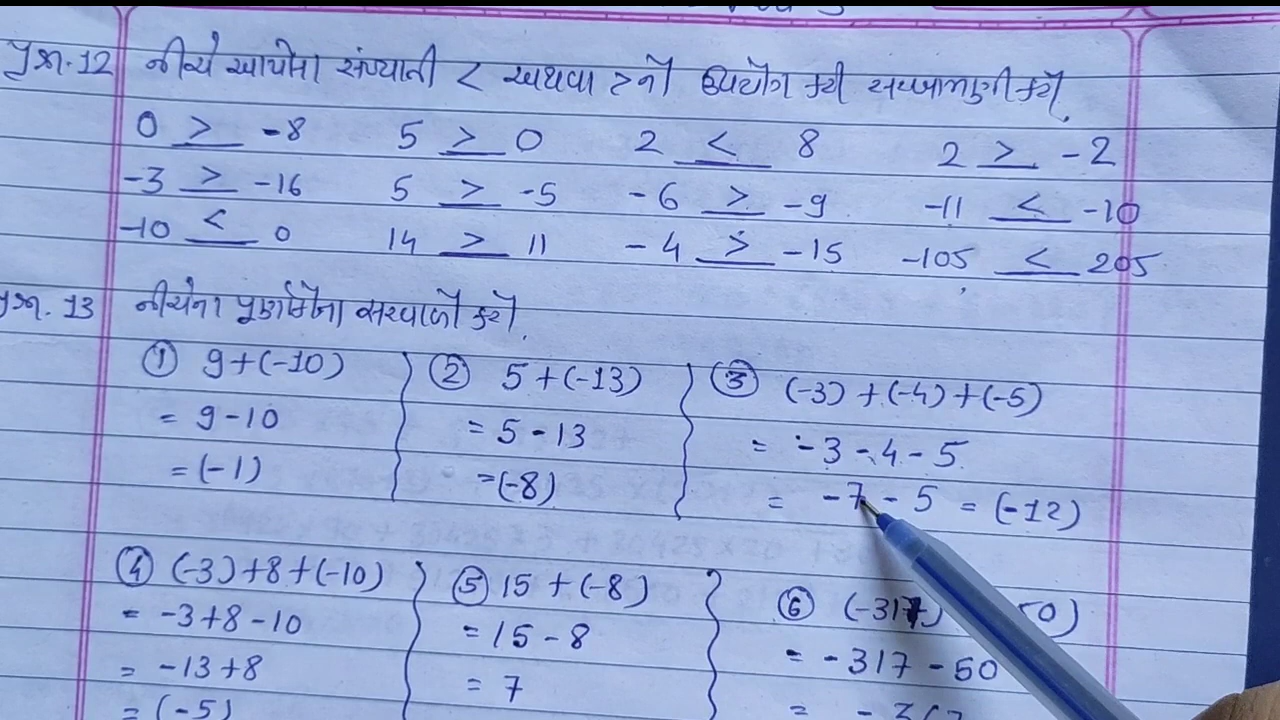 પ્રશ્ન.12 નીચે આપેલા સંખ્યાની < અથવા > નો ઉપયોગ કરી સરખામણી કરો.
0 > -8 5 > 0 2 < 8 2 > -2
-3 > -16 5 > -5 -6 > -9 -11 < -10
-10 < 0 14 > 11 -4 > -15 -105 < 205
પ્રશ્ન.13 નીચેના પૂર્ણાંકોના સરવાળો કરો.
① 9+(-10) ② 5+(-13) ③ (-3)+(-4)+(-5)
= 9-10 = 5-13 = -3-4-5
= (-1) =(-8) = -7-5 = (-12)
④ (-3)+8+(-10) ⑤ 15+(-8) ⑥ (-317) 50)
= -3+8-10 = 15-8 = -317-50
= -13+8 = 7 =
= (-5)